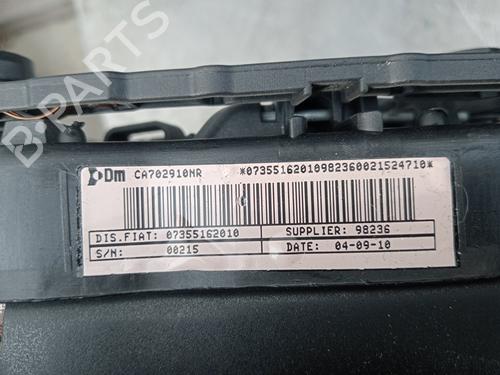 Dm CA702910NR *07355162010982360021524710*
DIS.FIAT: 07355162010 SUPPLIER: 98236
S/N: 00215 DATE: 04-09-10
B-PARTS